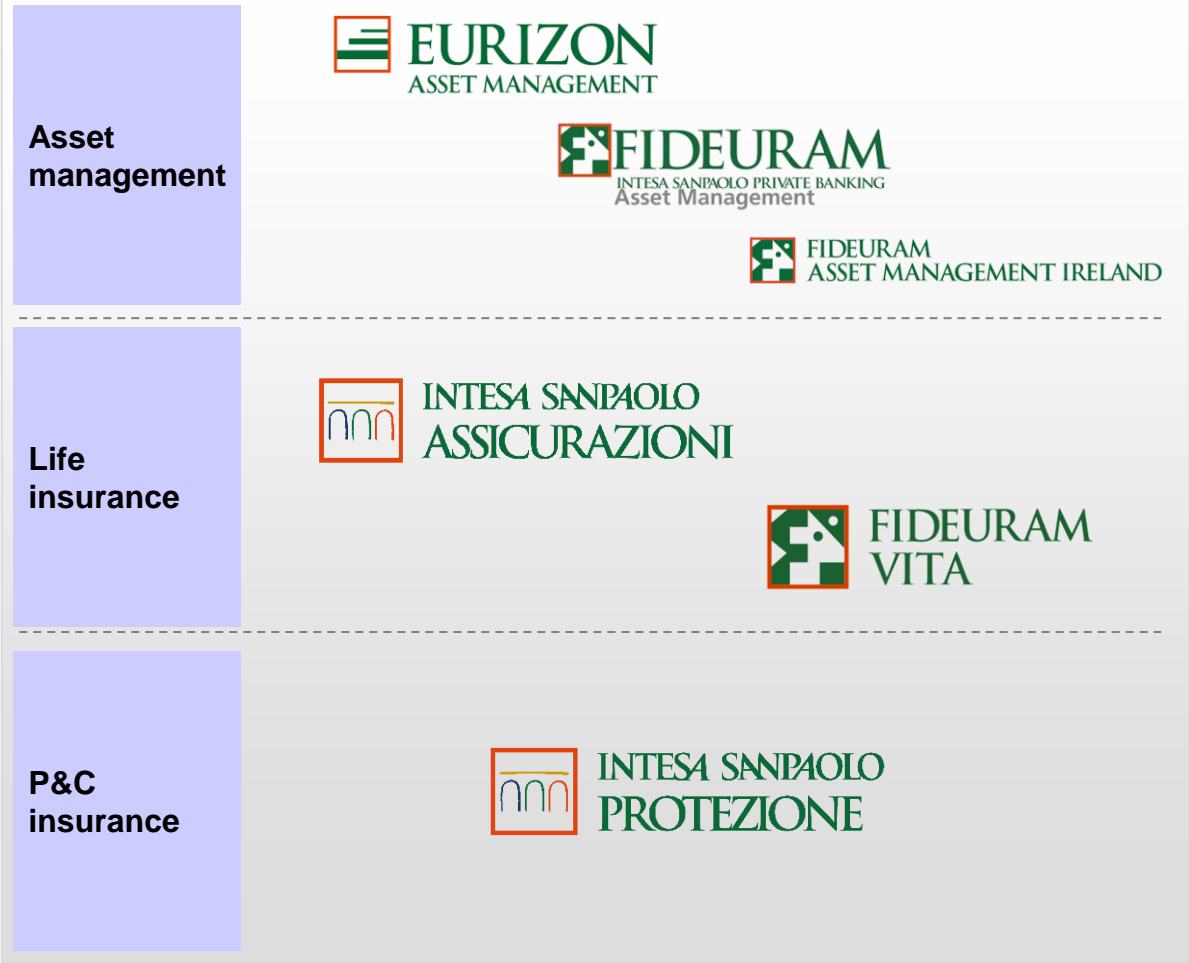 Asset
management
EURIZON
ASSET MANAGEMENT
FIDEURAM
INTESA SANPAOLO PRIVATE BANKING
Asset Management
FIDEURAM
ASSET MANAGEMENT IRELAND
Life
insurance
INTESA SANPAOLO
ASSICURAZIONI
FIDEURAM
VITA
P&C
insurance
INTESA SANPAOLO
PROTEZIONE